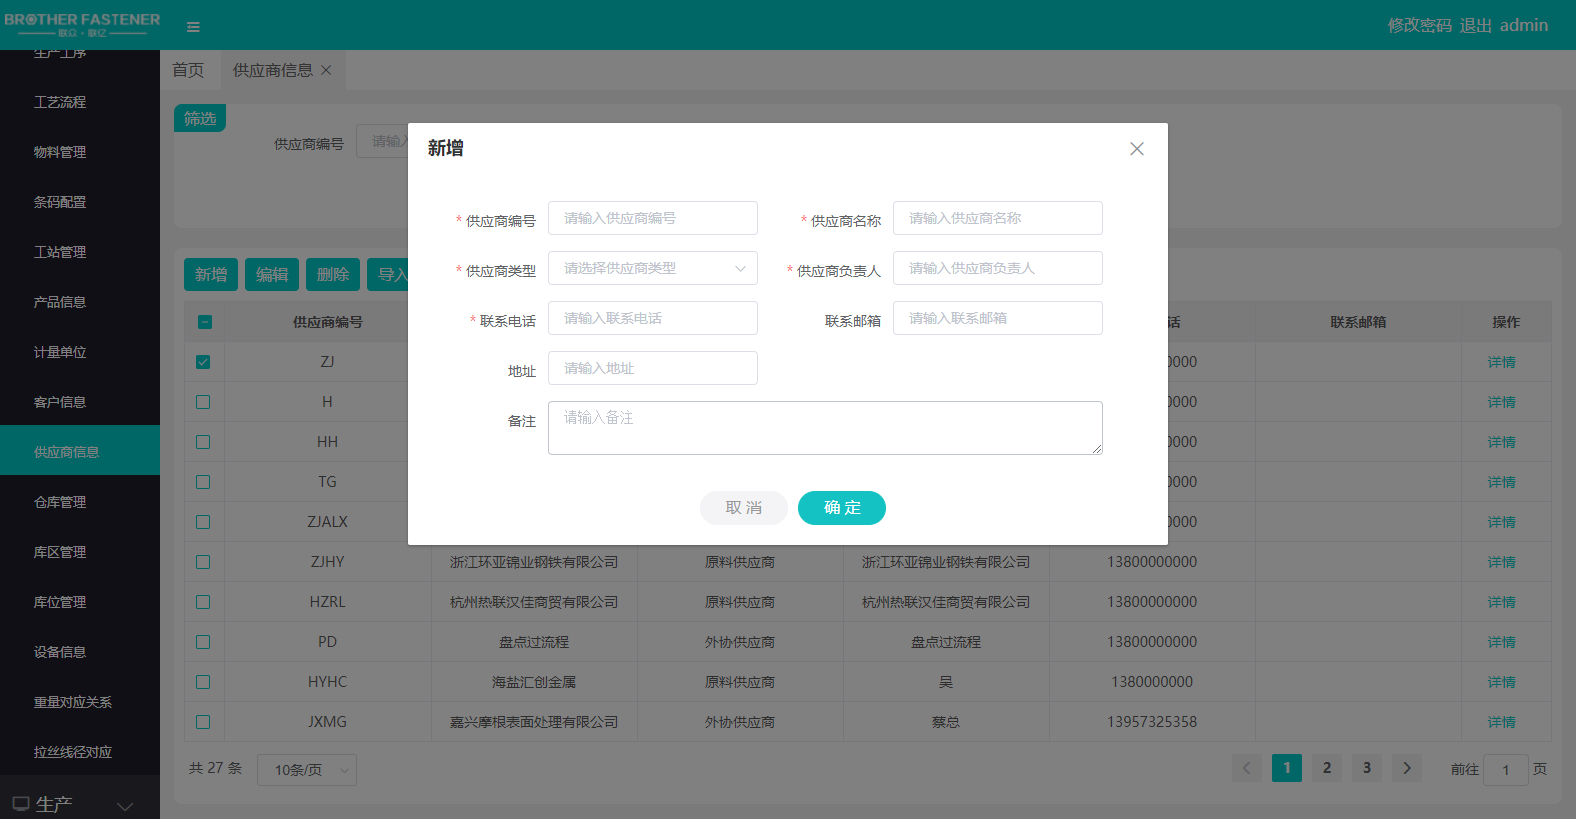 BROTHER FASTENER
联众·联亿
修改密码 退出 admin
生产工序
工艺流程
物料管理
条码配置
工站管理
产品信息
计量单位
客户信息
供应商信息
仓库管理
库区管理
库位管理
设备信息
重量对应关系
拉丝线径对应
生产
首页 供应商信息
筛选
供应商编号 请输入
新增 编辑 删除 导入
新增
* 供应商编号 请输入供应商编号 * 供应商名称 请输入供应商名称
* 供应商类型 请选择供应商类型 * 供应商负责人 请输入供应商负责人
* 联系电话 请输入联系电话 联系邮箱 请输入联系邮箱
地址 请输入地址
备注 请输入备注
取消 确定
供应商编号 话 联系邮箱 操作
ZJ 0000 详情
H 0000 详情
HH 0000 详情
TG 0000 详情
ZJALX 0000 详情
ZJHY 浙江环亚锦业钢铁有限公司 原料供应商 浙江环亚锦业钢铁有限公司 13800000000 详情
HZRL 杭州热联汉佳商贸有限公司 原料供应商 杭州热联汉佳商贸有限公司 13800000000 详情
PD 盘点过流程 外协供应商 盘点过流程 13800000000 详情
HYHC 海盐汇创金属 原料供应商 吴 1380000000 详情
JXMG 嘉兴摩根表面处理有限公司 外协供应商 蔡总 13957325358 详情
共 27 条 10条/页 1 2 3 前往 1 页